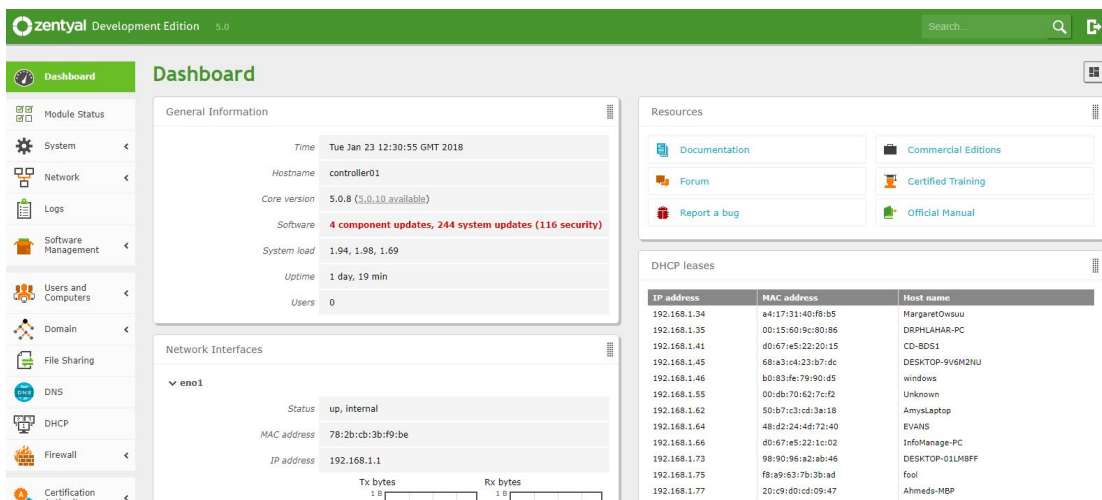 zentyal Development Edition 5.0
Search...
Dashboard
Module Status
System
Network
Logs
Software
Management
Users and
Computers
Domain
File Sharing
DNS
DNS
DHCP
Firewall
Certification
Dashboard
General Information
Time Tue Jan 23 12:30:55 GMT 2018
Hostname controller01
Core version 5.0.8 (5.0.10 available)
Software 4 component updates, 244 system updates (116 security)
System load 1.94, 1.98, 1.69
Uptime 1 day, 19 min
Users 0
Network Interfaces
eno1
Status up, internal
MAC address 78:2b:cb:3b:f9:be
IP address 192.168.1.1
Tx bytes Rx bytes
1 B 1 B
Resources
Documentation Commercial Editions
Forum Certified Training
Report a bug Official Manual
DHCP leases
IP address MAC address Host name
192.168.1.34 a4:17:31:40:f8:b5 MargaretOwsuu
192.168.1.35 00:15:60:9c:80:86 DRPHLAHAR-PC
192.168.1.41 d0:67:e5:22:20:15 CD-BDS1
192.168.1.45 68:a3:c4:23:b7:dc DESKTOP-9V6M2NU
192.168.1.46 b0:83:fe:79:90:d5 windows
192.168.1.55 00:db:70:62:7c:f2 Unknown
192.168.1.62 50:b7:c3:cd:3a:18 AmysLaptop
192.168.1.64 48:d2:24:4d:72:40 EVANS
192.168.1.66 d0:67:e5:22:1c:02 InfoManage-PC
192.168.1.73 98:90:96:a2:ab:46 DESKTOP-01LM8FF
192.168.1.75 f8:a9:63:7b:3b:ad fool
192.168.1.77 20:c9:d0:cd:09:47 Ahmeds-MBP